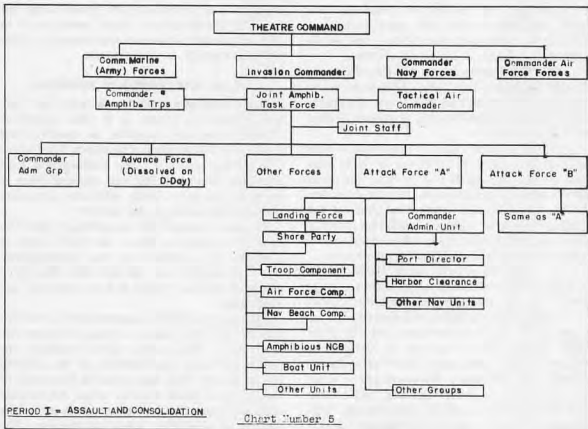 THEATRE COMMAND
Comm. Marine
(Army) Forces
Invasion Commander
Commander
Navy Forces
Ommander Air
Force Forces
Commander
Amphib. Trps
Joint Amphib.
Task Force
Tactical Air
Commader
Joint Staff
Commander
Adm Grp
Advance Force
(Dissolved on
D-Day)
Other Forces
Attack Force "A"
Attack Force "B"
Landing Force
Commander
Admin. Unit
Same as "A"
Share Party
Port Director
Troop Component
Harbor Clearance
Air Force Comp.
Other Nav Units
Nav Beach Comp.
Amphibious NCB
Boat Unit
Other Units
Other Groups
PERIOD I = ASSAULT AND CONSOLIDATION
Chart Number 5